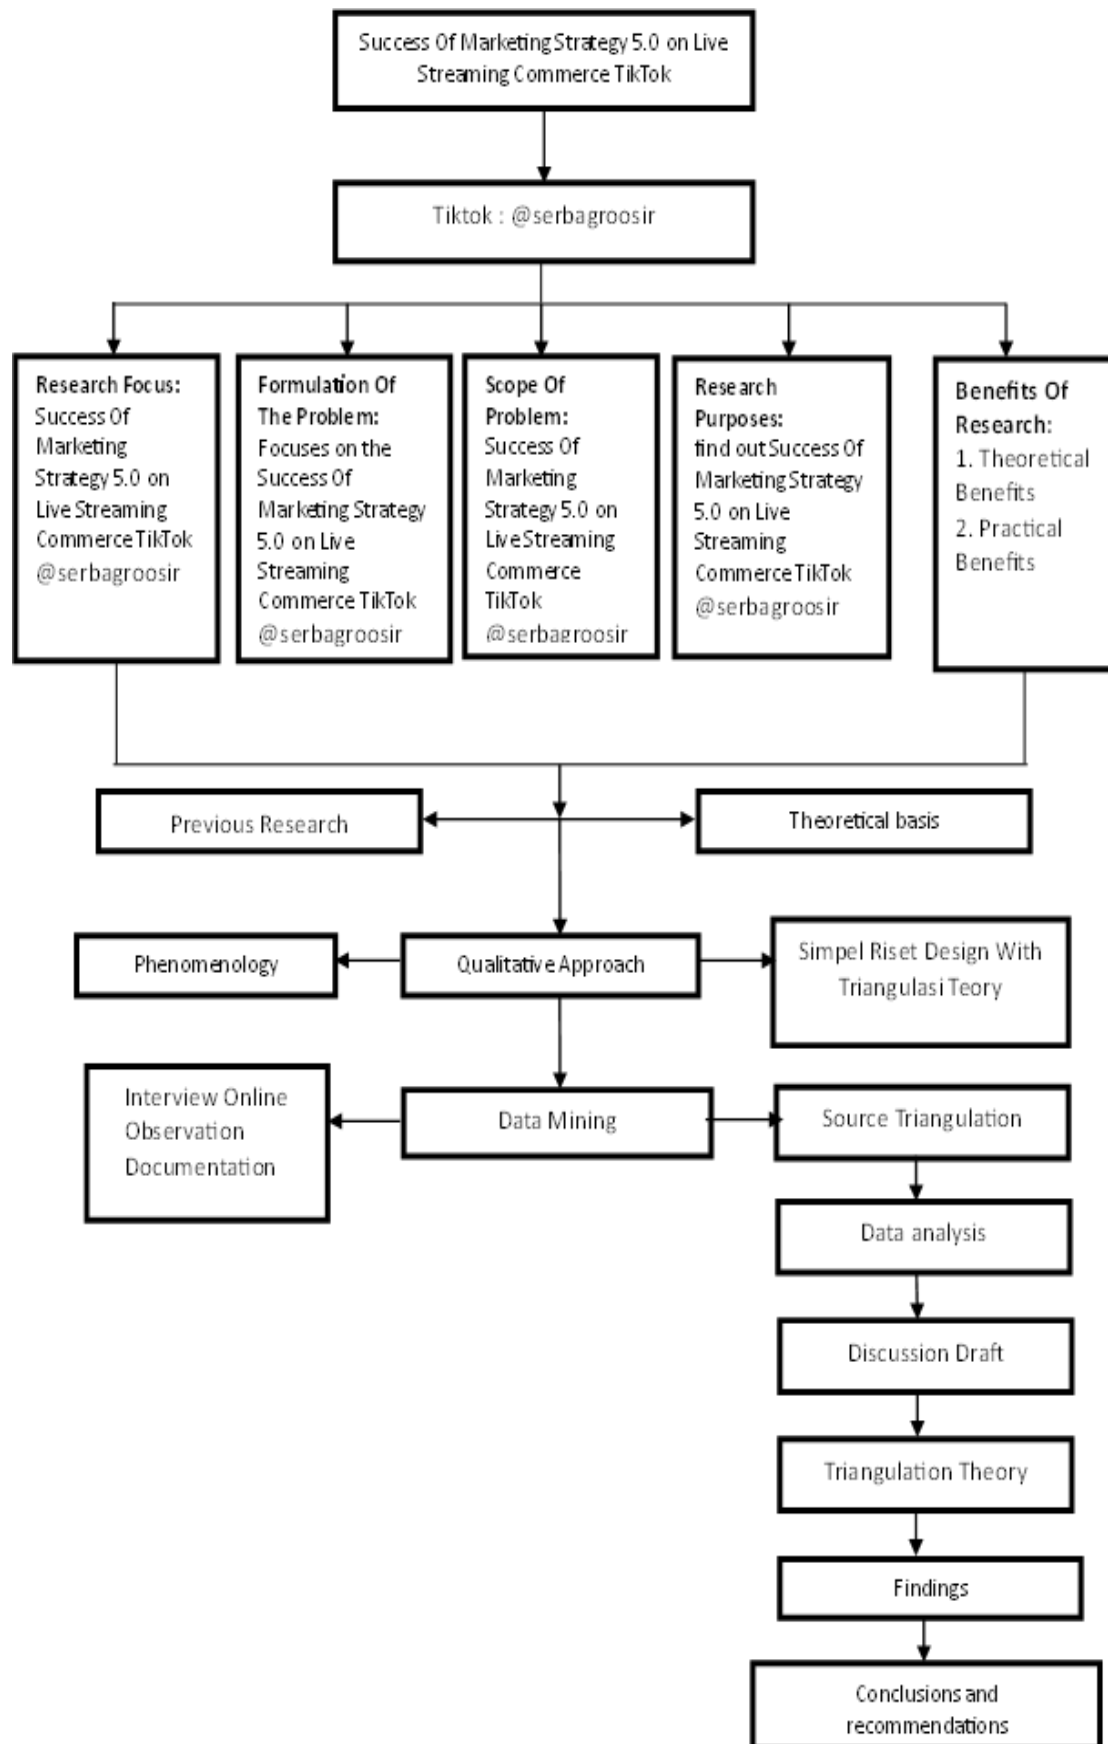 Success Of Marketing Strategy 5.0 on Live
Streaming Commerce TikTok
Tiktok : @serbagroosir
Research Focus:
Success Of
Marketing
Strategy 5.0 on
Live Streaming
Commerce TikTok
@serbagroosir
Formulation Of
The Problem:
Focuses on the
Success Of
Marketing Strategy
5.0 on Live
Streaming
Commerce TikTok
@serbagroosir
Scope Of
Problem:
Success Of
Marketing
Strategy 5.0 on
Live Streaming
Commerce
TikTok
@serbagroosir
Research
Purposes:
find out Success Of
Marketing Strategy
5.0 on Live
Streaming
Commerce TikTok
@serbagroosir
Benefits Of
Research:
1. Theoretical
Benefits
2. Practical
Benefits
Previous Research
Theoretical basis
Phenomenology
Qualitative Approach
Simpel Riset Design With
Triangulasi Teory
Interview Online
Observation
Documentation
Data Mining
Source Triangulation
Data analysis
Discussion Draft
Triangulation Theory
Findings
Conclusions and
recommendations